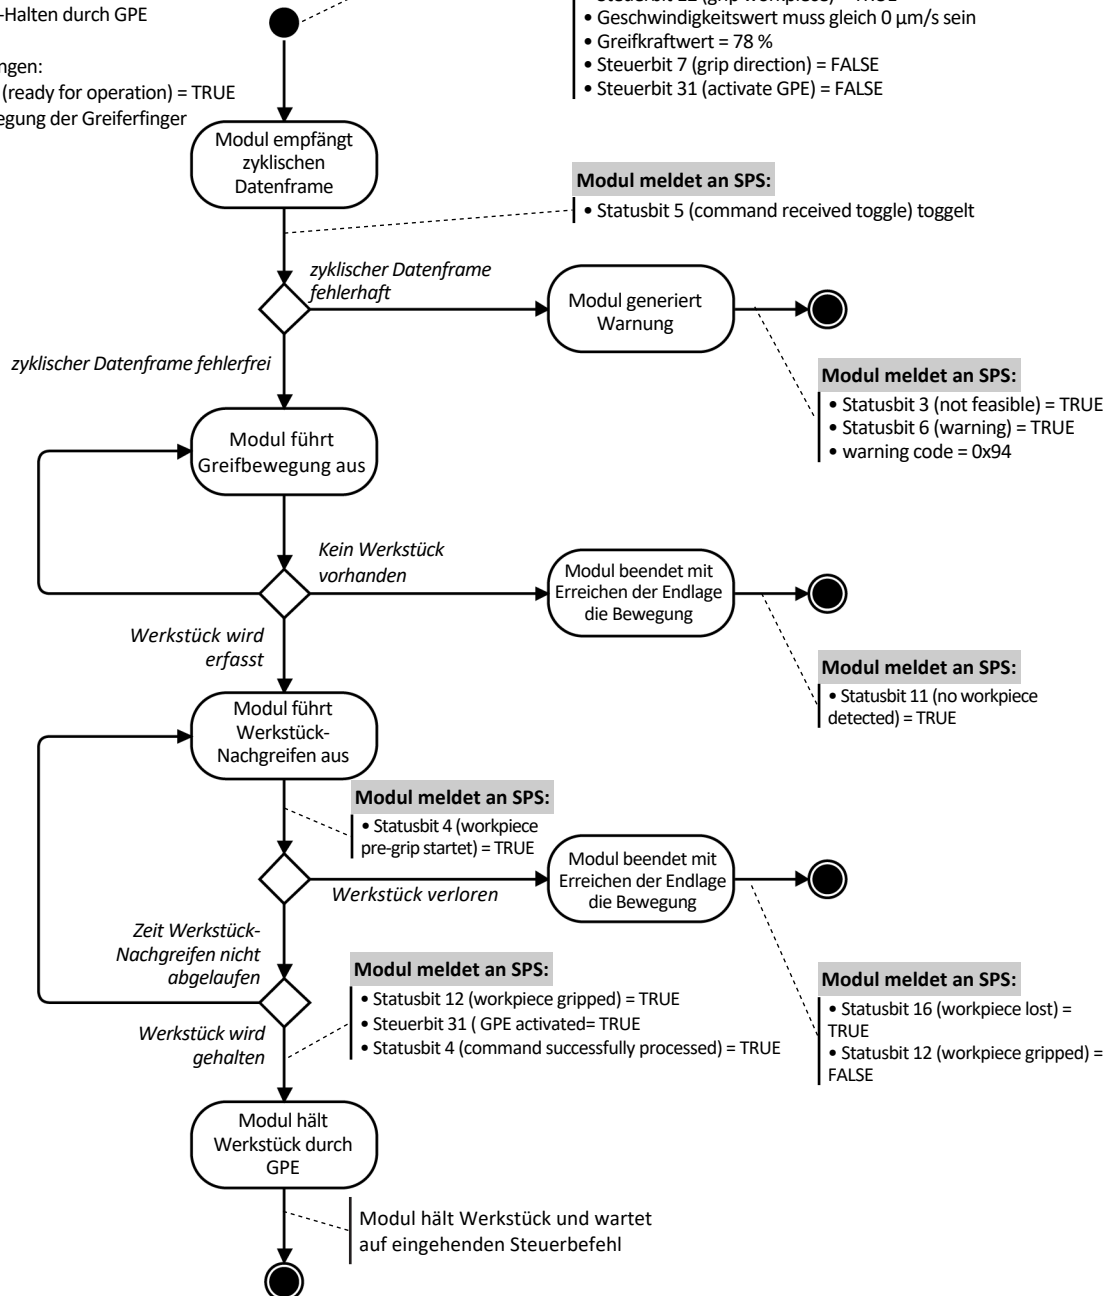 -Halten durch GPE
ngen:
(ready for operation) = TRUE
egung der Greiferfinger
• Geschwindigkeitswert muss gleich 0 µm/s sein
• Greifkraftwert = 78 %
• Steuerbit 7 (grip direction) = FALSE
• Steuerbit 31 (activate GPE) = FALSE
Modul empfängt
zyklischen
Datenframe
Modul meldet an SPS:
• Statusbit 5 (command received toggle) toggelt
zyklischer Datenframe
fehlerhaft
Modul generiert
Warnung
zyklischer Datenframe fehlerfrei
Modul meldet an SPS:
• Statusbit 3 (not feasible) = TRUE
• Statusbit 6 (warning) = TRUE
• warning code = 0x94
Modul führt
Greifbewegung aus
Kein Werkstück
vorhanden
Modul beendet mit
Erreichen der Endlage
die Bewegung
Werkstück wird
erfasst
Modul meldet an SPS:
• Statusbit 11 (no workpiece
detected) = TRUE
Modul führt
Werkstück-
Nachgreifen aus
Modul meldet an SPS:
• Statusbit 4 (workpiece
pre-grip startet) = TRUE
Werkstück verloren
Modul beendet mit
Erreichen der Endlage
die Bewegung
Zeit Werkstück-
Nachgreifen nicht
abgelaufen
Modul meldet an SPS:
• Statusbit 12 (workpiece gripped) = TRUE
• Steuerbit 31 ( GPE activated= TRUE
• Statusbit 4 (command successfully processed) = TRUE
Modul meldet an SPS:
• Statusbit 16 (workpiece lost) =
TRUE
• Statusbit 12 (workpiece gripped) =
FALSE
Werkstück wird
gehalten
Modul hält
Werkstück durch
GPE
Modul hält Werkstück und wartet
auf eingehenden Steuerbefehl